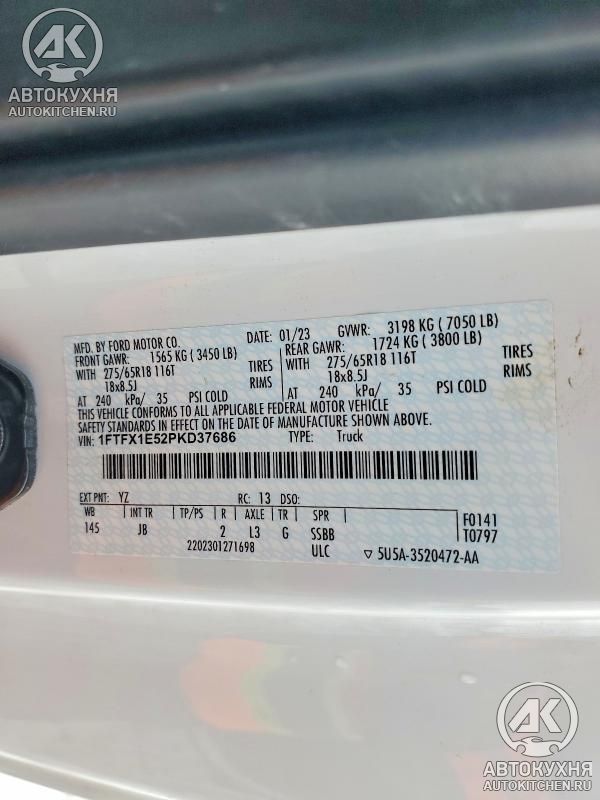 AK
АВТОКУХНЯ
AUTOKITCHEN.RU
MFD. BY FORD MOTOR CO. DATE: 01/23 GVWR: 3198 KG ( 7050 LB)
FRONT GAWR: 1565 KG ( 3450 LB) REAR GAWR: 1724 KG ( 3800 LB)
WITH 275/65R18 116T TIRES WITH 275/65R18 116T TIRES
18x8.5J RIMS 18x8.5J RIMS
AT 240 kPa/ 35 PSI COLD AT 240 kPa/ 35 PSI COLD
THIS VEHICLE CONFORMS TO ALL APPLICABLE FEDERAL MOTOR VEHICLE
SAFETY STANDARDS IN EFFECT ON THE DATE OF MANUFACTURE SHOWN ABOVE.
VIN: 1FTFX1E52PKD37686 TYPE: Truck
EXT PNT: YZ RC: 13 DSO:
WB INT TR TP/PS R AXLE TR SPR F0141
145 JB 2 L3 G SSBB T0797
2202301271698 ULC ▽ 5U5A-3520472-AA
AK
АВТОКУХНЯ
AUTOKITCHEN.RU